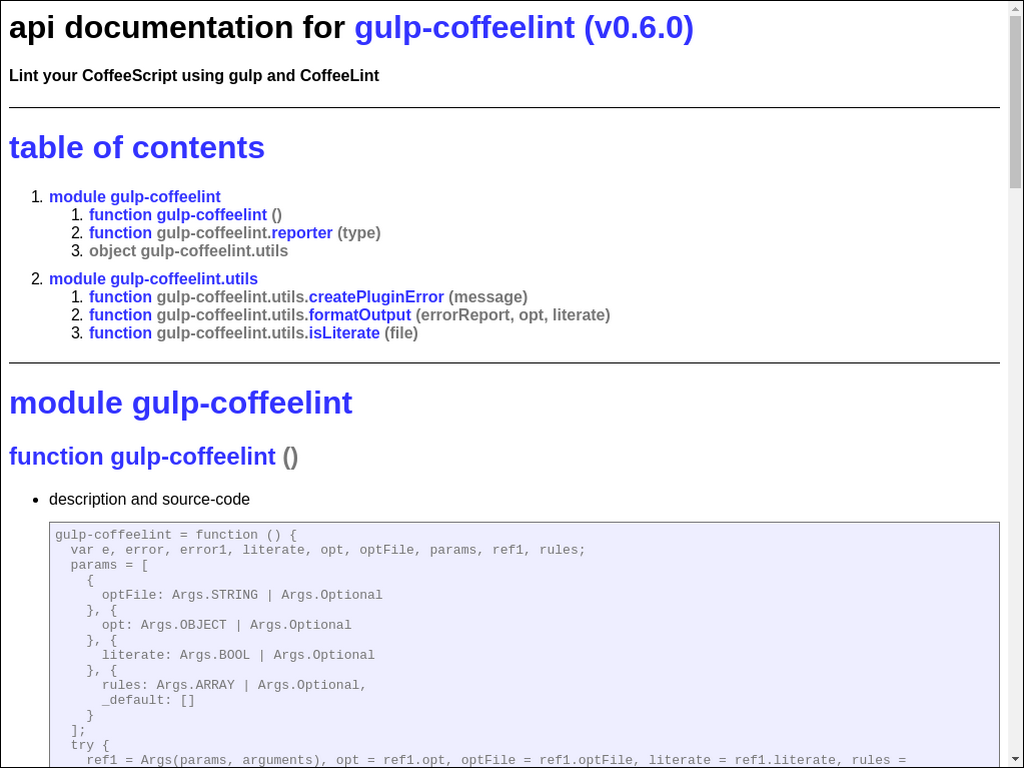 api documentation for gulp-coffeelint (v0.6.0)
Lint your CoffeeScript using gulp and CoffeeLint
table of contents
1. module gulp-coffeelint
1. function gulp-coffeelint ()
2. function gulp-coffeelint.reporter (type)
3. object gulp-coffeelint.utils
2. module gulp-coffeelint.utils
1. function gulp-coffeelint.utils.createPluginError (message)
2. function gulp-coffeelint.utils.formatOutput (errorReport, opt, literate)
3. function gulp-coffeelint.utils.isLiterate (file)
module gulp-coffeelint
function gulp-coffeelint ()
• description and source-code
gulp-coffeelint = function () {
  var e, error, error1, literate, opt, optFile, params, ref1, rules;
  params = [
    {
      optFile: Args.STRING | Args.Optional
    }, {
      opt: Args.OBJECT | Args.Optional
    }, {
      literate: Args.BOOL | Args.Optional
    }, {
      rules: Args.ARRAY | Args.Optional,
      _default: []
    }
  ];
  try {
    ref1 = Args(params, arguments), opt = ref1.opt, optFile = ref1.optFile, literate = ref1.literate, rules =